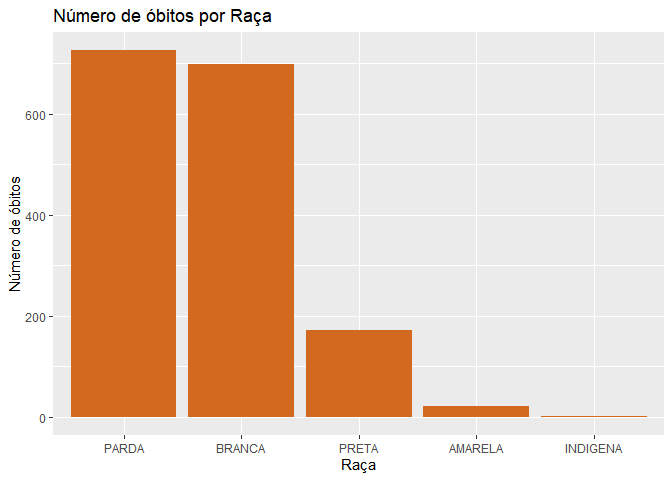 Número de óbitos por Raça
Número de óbitos
600
400
200
0
PARDA BRANCA PRETA AMARELA INDIGENA
Raça